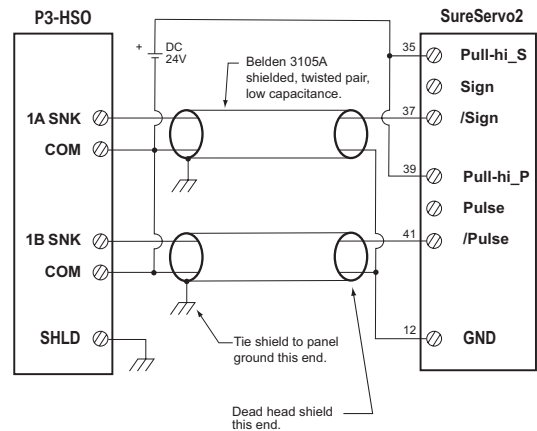 P3-HSO
SureServo2
+
DC
24V
35
Pull-hi_S
Belden 3105A
shielded, twisted pair,
low capacitance.
Sign
1A SNK
37
/Sign
COM
39
Pull-hi_P
Pulse
1B SNK
41
/Pulse
COM
SHLD
Tie shield to panel
ground this end.
12
GND
Dead head shield
this end.